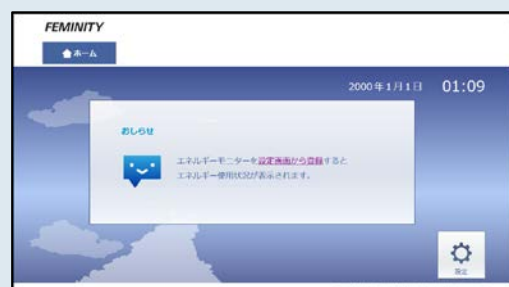 FEMINITY
ホーム
2000年1月1日 01:09
おしらせ
エネルギーモニターを設定画面から登録すると
エネルギー使用状況が表示されます。
設定